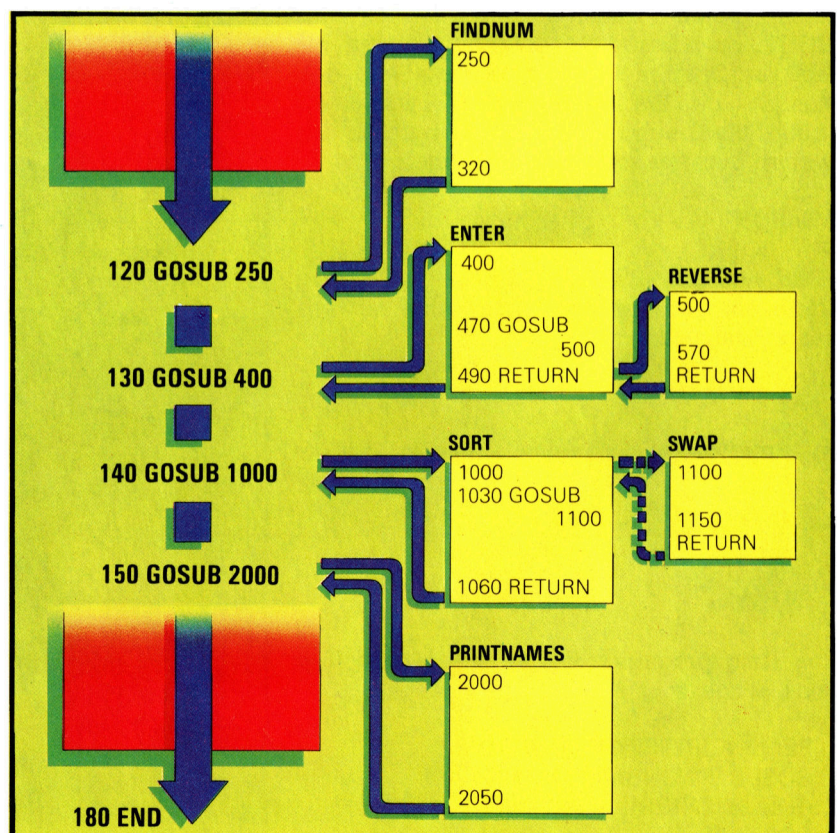 FINDNUM
250
320
120 GOSUB 250
ENTER
400
470 GOSUB
500
490 RETURN
REVERSE
500
570
RETURN
130 GOSUB 400
SORT
1000
1030 GOSUB
1100
1060 RETURN
SWAP
1100
1150
RETURN
140 GOSUB 1000
150 GOSUB 2000
PRINTNAMES
2000
2050
180 END